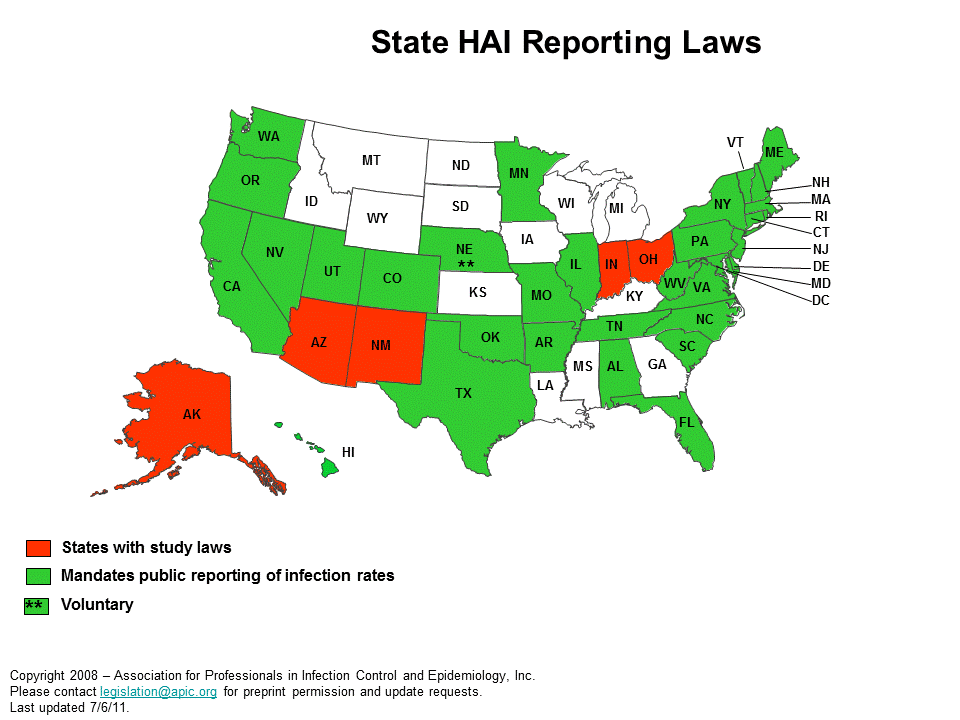 State HAI Reporting Laws
WA
OR
CA
NV
ID
MT
WY
UT
CO
AZ
NM
ND
SD
NE
**
KS
OK
TX
MN
IA
MO
AR
LA
WI
IL
MI
IN
OH
KY
TN
MS
AL
GA
FL
SC
NC
VA
WV
PA
NY
VT
ME
NH
MA
RI
CT
NJ
DE
MD
DC
AK
HI
States with study laws
Mandates public reporting of infection rates
** Voluntary
Copyright 2008 – Association for Professionals in Infection Control and Epidemiology, Inc.
Please contact legislation@apic.org for preprint permission and update requests.
Last updated 7/6/11.